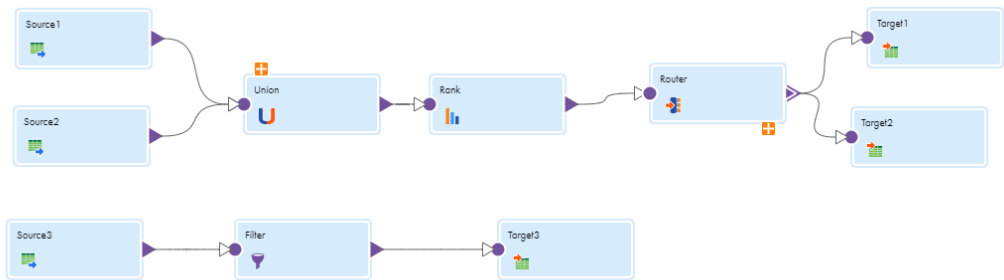 Source1
Target1
Union
Rank
Router
Source2
Target2
Source3
Filter
Target3